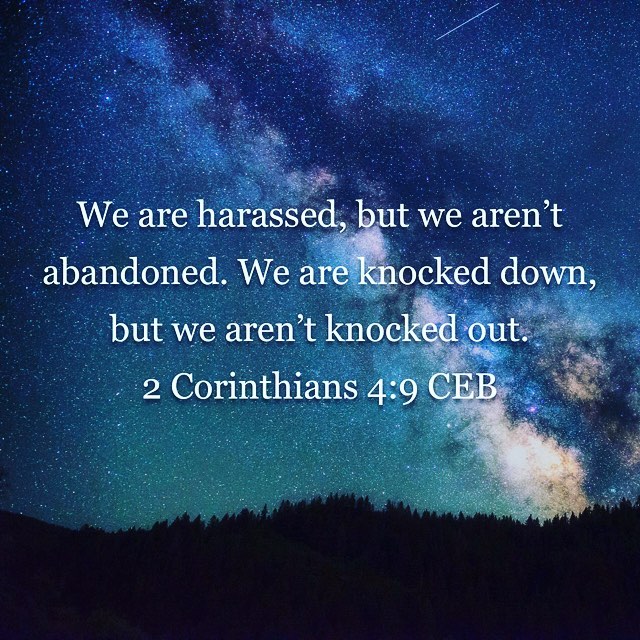 We are harassed, but we aren’t
abandoned. We are knocked down,
but we aren’t knocked out.
2 Corinthians 4:9 CEB